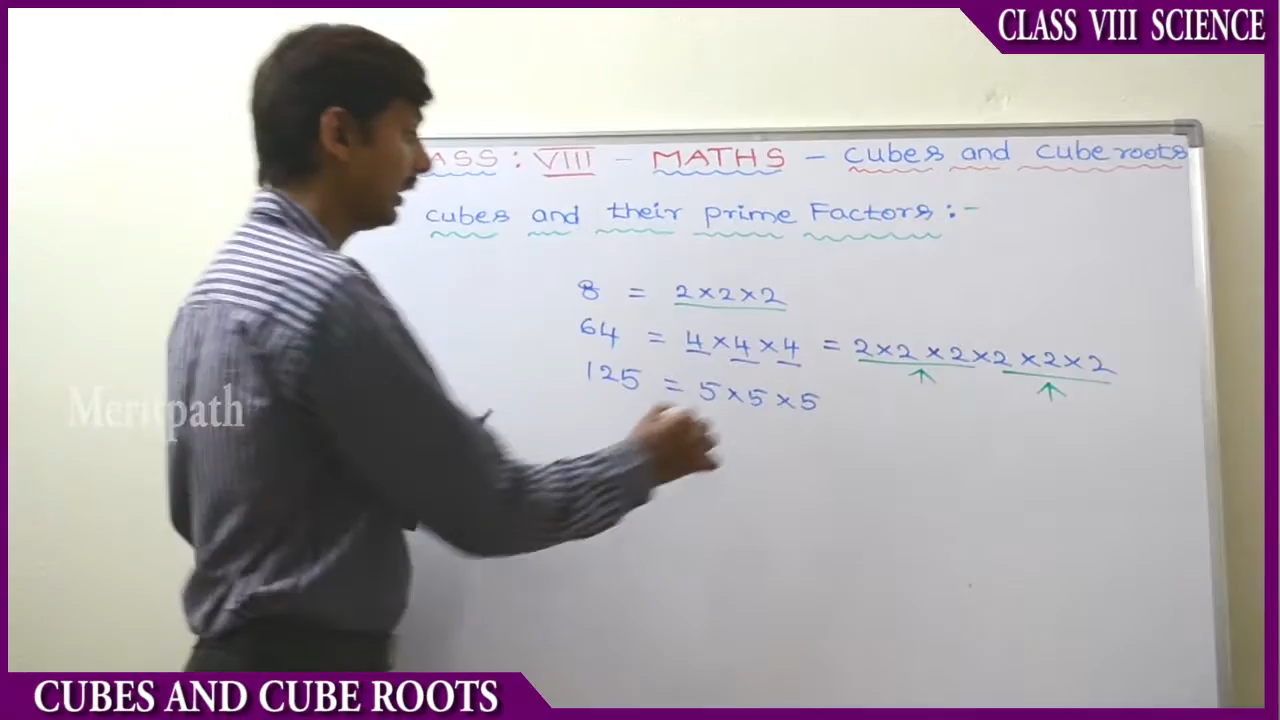 CLASS VIII SCIENCE
ASS : VIII - MATHS - cubes and cube roots
cubes and their prime Factors :-
8 = 2×2×2
64 = 4×4×4 = 2×2×2×2×2×2
125 = 5×5×5
Meritpath
CUBES AND CUBE ROOTS